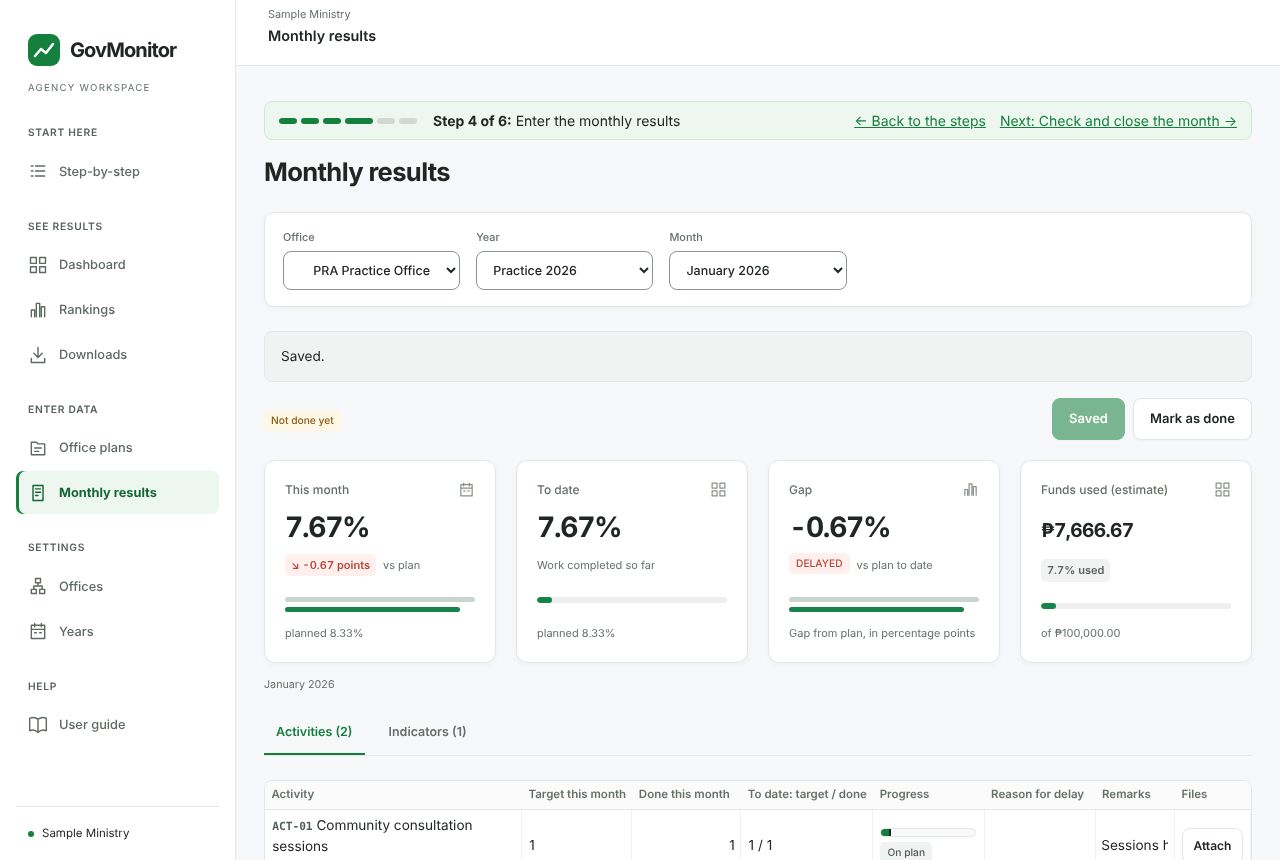 GovMonitor
AGENCY WORKSPACE
START HERE
Step-by-step
SEE RESULTS
Dashboard
Rankings
Downloads
ENTER DATA
Office plans
Monthly results
SETTINGS
Offices
Years
HELP
User guide
Sample Ministry
Sample Ministry
Monthly results
Step 4 of 6: Enter the monthly results
← Back to the steps
Next: Check and close the month →
Monthly results
Office Year Month
PRA Practice Office Practice 2026 January 2026
Saved.
Not done yet Saved Mark as done
This month
7.67%
↘ -0.67 points vs plan
planned 8.33%
To date
7.67%
Work completed so far
planned 8.33%
Gap
-0.67%
DELAYED vs plan to date
Gap from plan, in percentage points
Funds used (estimate)
₱7,666.67
7.7% used
of ₱100,000.00
January 2026
Activities (2) Indicators (1)
Activity Target this month Done this month To date: target / done Progress Reason for delay Remarks Files
ACT-01 Community consultation
sessions
1 1 1 / 1
On plan
Sessions h
Attach